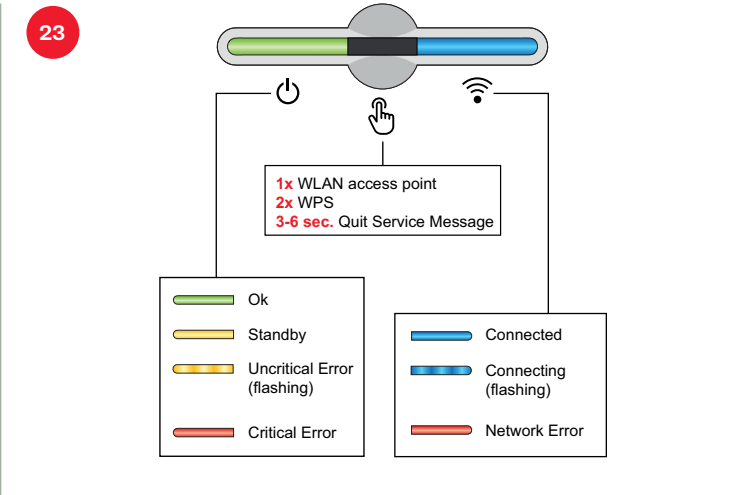 23
1x WLAN access point
2x WPS
3-6 sec. Quit Service Message
Ok
Standby
Uncritical Error
(flashing)
Critical Error
Connected
Connecting
(flashing)
Network Error